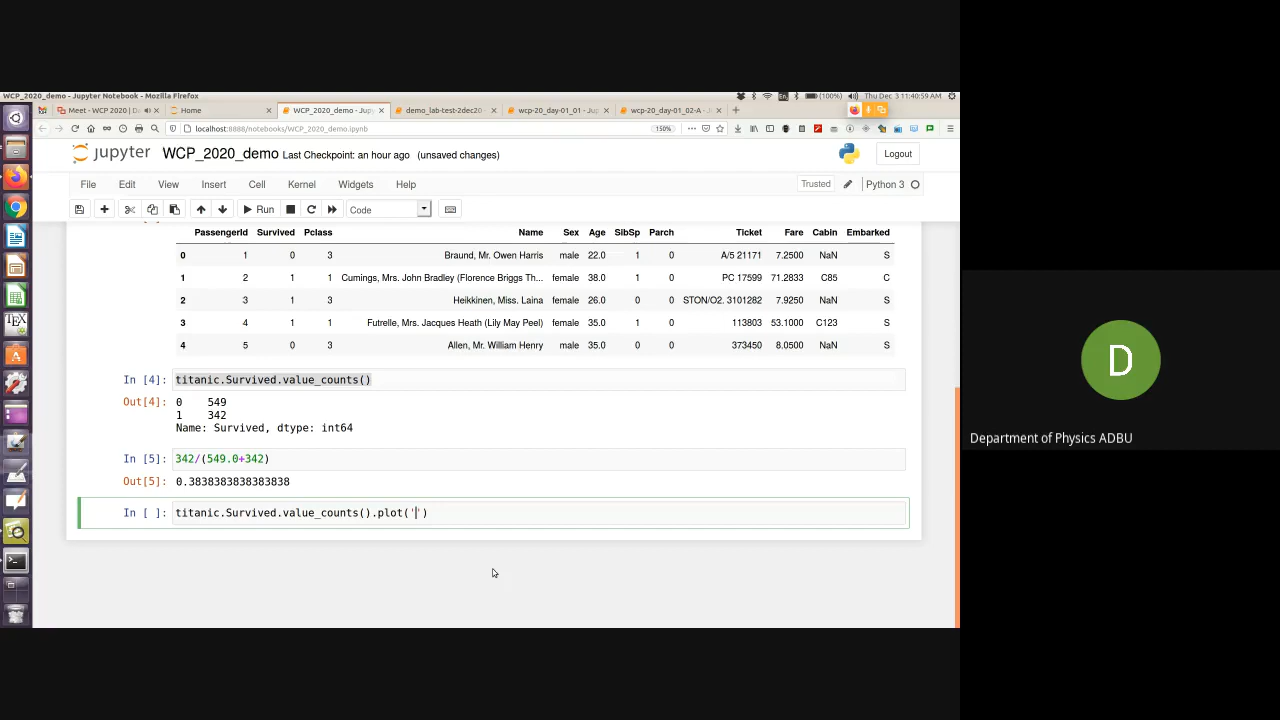 WCP_2020_demo - Jupyter Notebook - Mozilla Firefox
(100%) Thu Dec 3 11:40:59 AM
Meet - WCP 2020 | D
Home
WCP_2020_demo - Jup
demo_lab-test-2dec20
wcp-20_day-01_01 - Jup
wcp-20_day-01_02-A - J
localhost:8888/notebooks/WCP_2020_demo.ipynb
150%
jupyter WCP_2020_demo Last Checkpoint: an hour ago (unsaved changes)
Logout
File Edit View Insert Cell Kernel Widgets Help
Trusted Python 3
Run Code
PassengerId Survived Pclass Name Sex Age SibSp Parch Ticket Fare Cabin Embarked
0 1 0 3 Braund, Mr. Owen Harris male 22.0 1 0 A/5 21171 7.2500 NaN S
1 2 1 1 Cumings, Mrs. John Bradley (Florence Briggs Th... female 38.0 1 0 PC 17599 71.2833 C85 C
2 3 1 3 Heikkinen, Miss. Laina female 26.0 0 0 STON/O2. 3101282 7.9250 NaN S
3 4 1 1 Futrelle, Mrs. Jacques Heath (Lily May Peel) female 35.0 1 0 113803 53.1000 C123 S
4 5 0 3 Allen, Mr. William Henry male 35.0 0 0 373450 8.0500 NaN S
In [4]: titanic.Survived.value_counts()
Out[4]: 0 549
1 342
Name: Survived, dtype: int64
In [5]: 342/(549.0+342)
Out[5]: 0.3838383838383838
In [ ]: titanic.Survived.value_counts().plot('')
D
Department of Physics ADBU